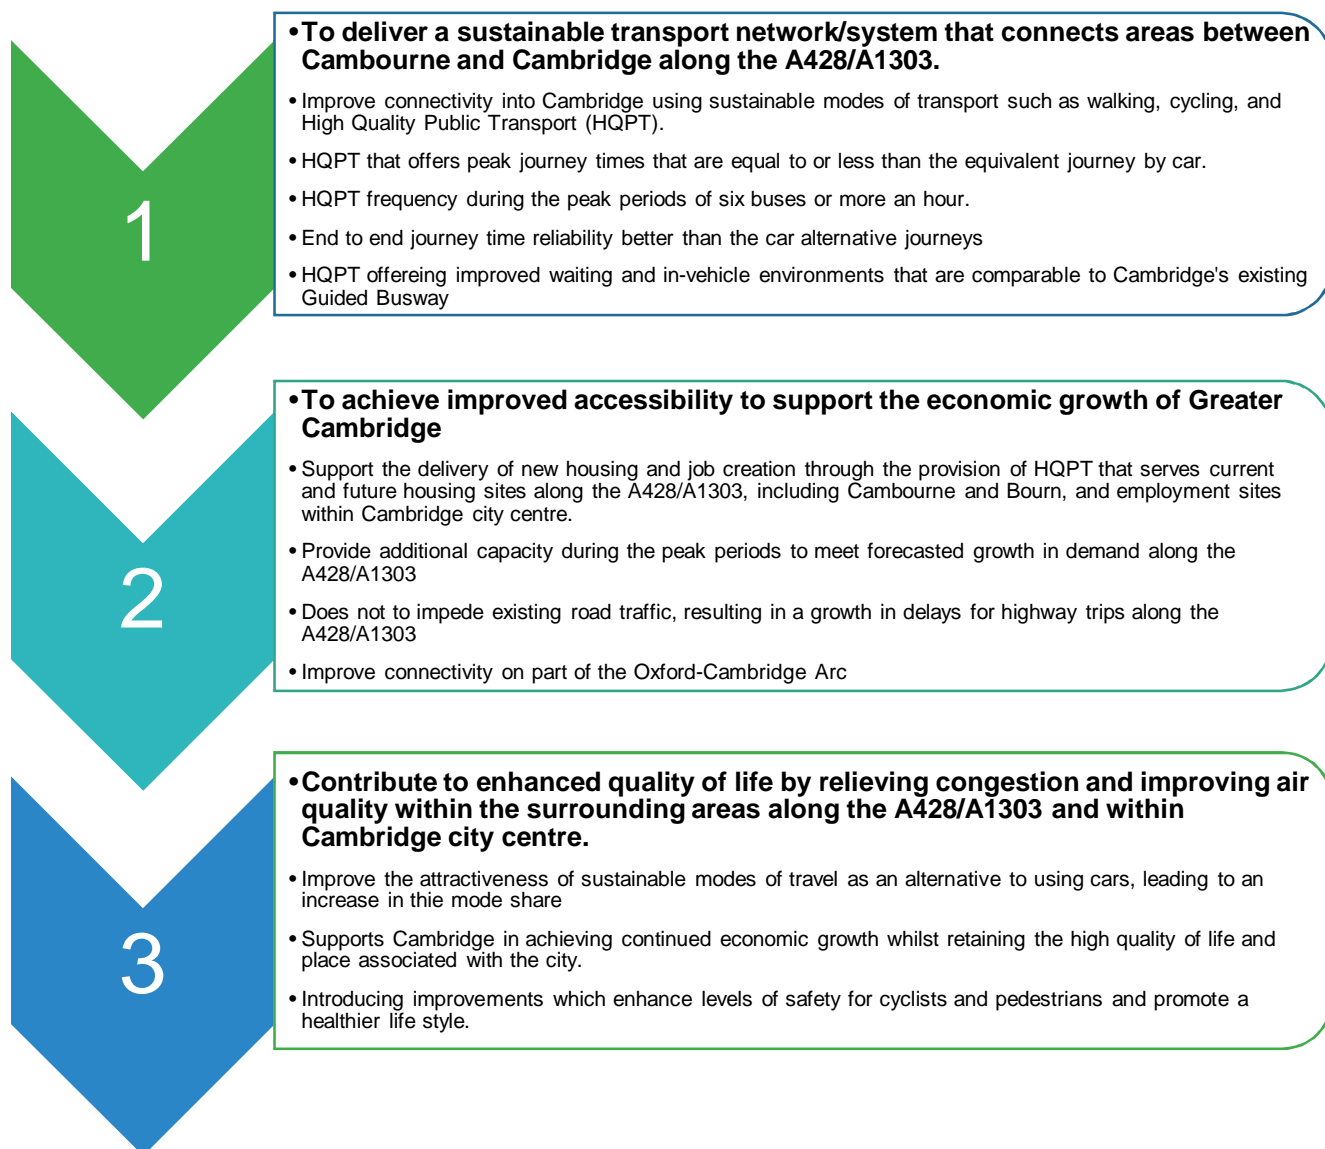 1
•To deliver a sustainable transport network/system that connects areas between
Cambourne and Cambridge along the A428/A1303.
•Improve connectivity into Cambridge using sustainable modes of transport such as walking, cycling, and
High Quality Public Transport (HQPT).
•HQPT that offers peak journey times that are equal to or less than the equivalent journey by car.
•HQPT frequency during the peak periods of six buses or more an hour.
•End to end journey time reliability better than the car alternative journeys
•HQPT offereing improved waiting and in-vehicle environments that are comparable to Cambridge's existing
Guided Busway
2
•To achieve improved accessibility to support the economic growth of Greater
Cambridge
•Support the delivery of new housing and job creation through the provision of HQPT that serves current
and future housing sites along the A428/A1303, including Cambourne and Bourn, and employment sites
within Cambridge city centre.
•Provide additional capacity during the peak periods to meet forecasted growth in demand along the
A428/A1303
•Does not to impede existing road traffic, resulting in a growth in delays for highway trips along the
A428/A1303
•Improve connectivity on part of the Oxford-Cambridge Arc
3
•Contribute to enhanced quality of life by relieving congestion and improving air
quality within the surrounding areas along the A428/A1303 and within
Cambridge city centre.
•Improve the attractiveness of sustainable modes of travel as an alternative to using cars, leading to an
increase in thie mode share
•Supports Cambridge in achieving continued economic growth whilst retaining the high quality of life and
place associated with the city.
•Introducing improvements which enhance levels of safety for cyclists and pedestrians and promote a
healthier life style.